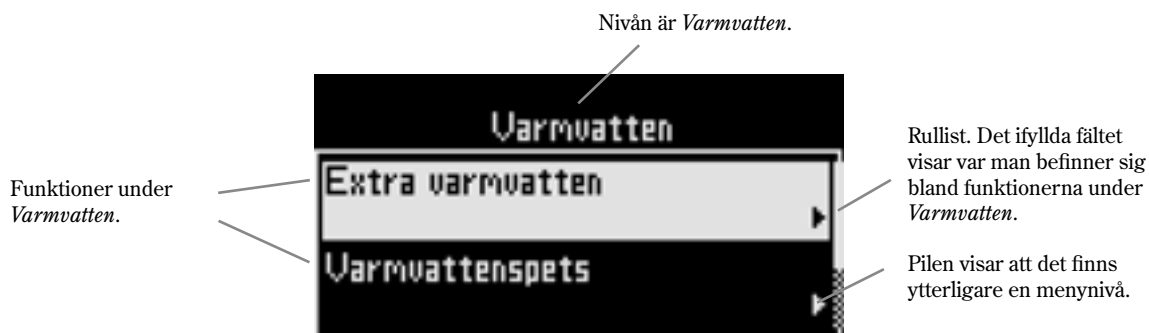 Nivån är Varmvatten.
Varmvatten
Extra varmvatten
Varmvattenspets
Funktioner under
Varmvatten.
Rullist. Det ifyllda fältet
visar var man befinner sig
bland funktionerna under
Varmvatten.
Pilen visar att det finns
ytterligare en menynivå.